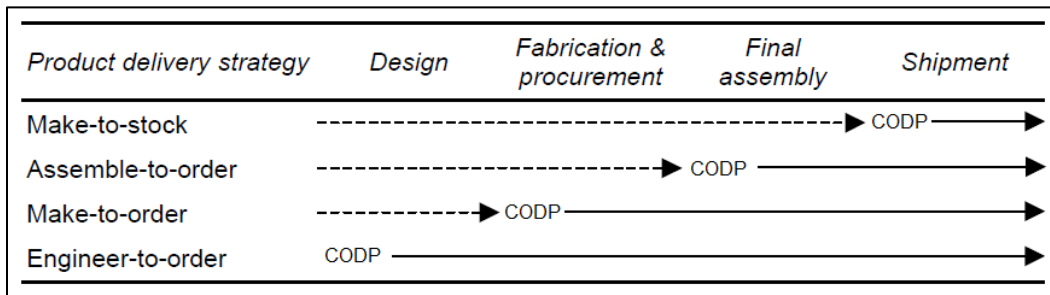 Product delivery strategy Design Fabrication & procurement Final assembly Shipment
Make-to-stock CODP
Assemble-to-order CODP
Make-to-order CODP
Engineer-to-order CODP